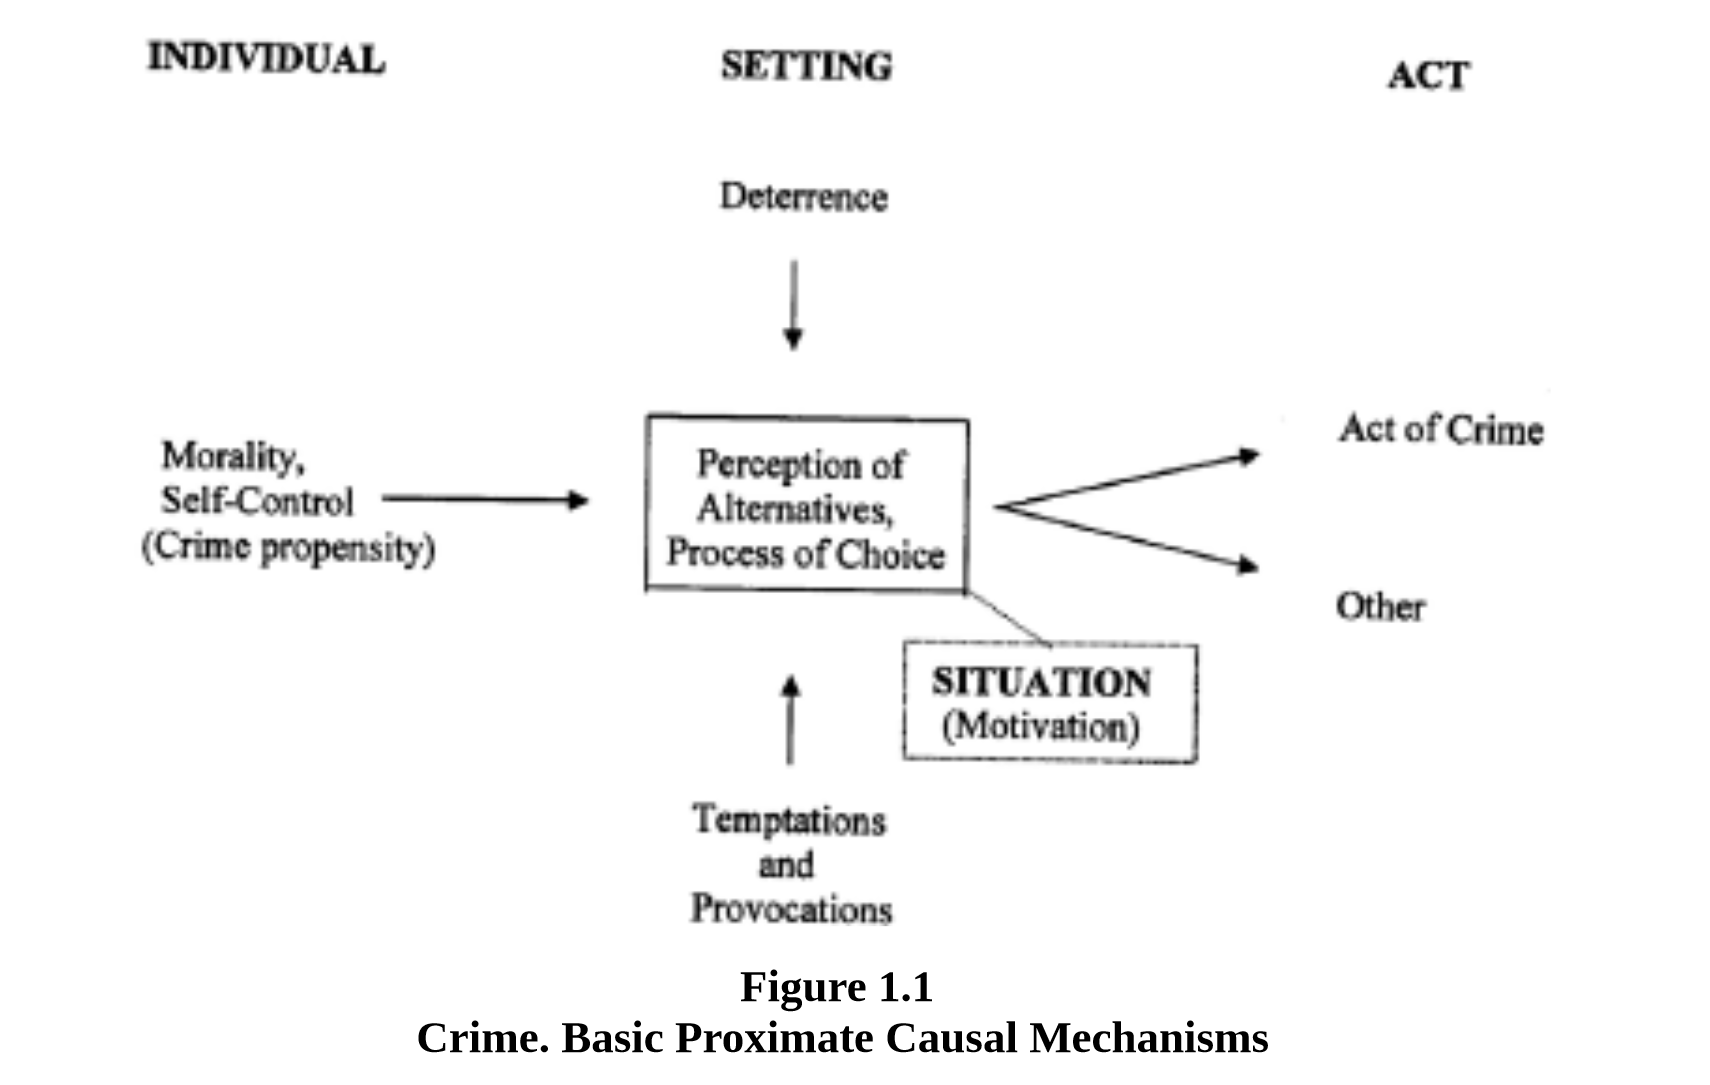 INDIVIDUAL
SETTING
ACT
Deterrence
Morality,
Self-Control
(Crime propensity)
Perception of
Alternatives,
Process of Choice
Act of Crime
Other
SITUATION
(Motivation)
Temptations
and
Provocations
Figure 1.1
Crime. Basic Proximate Causal Mechanisms